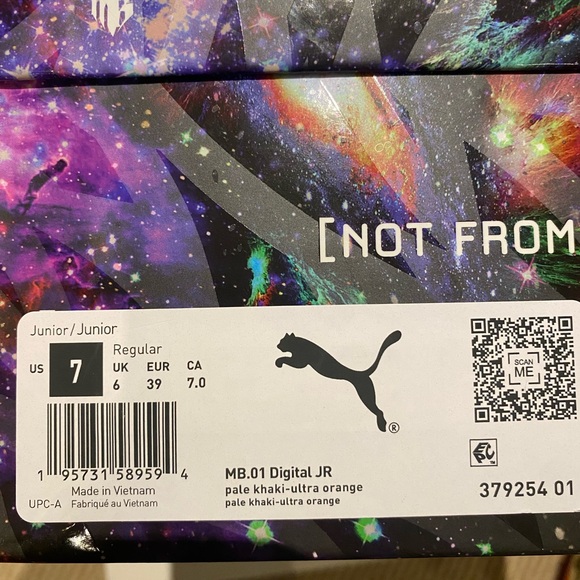 MB
[NOT FROM
Junior/Junior
US 7 Regular
UK EUR CA
6 39 7.0
SCAN
ME
1 95731 58959 4
Made in Vietnam
UPC-A Fabriqué au Vietnam
MB.01 Digital JR
pale khaki-ultra orange
pale khaki-ultra orange
®
379254 01